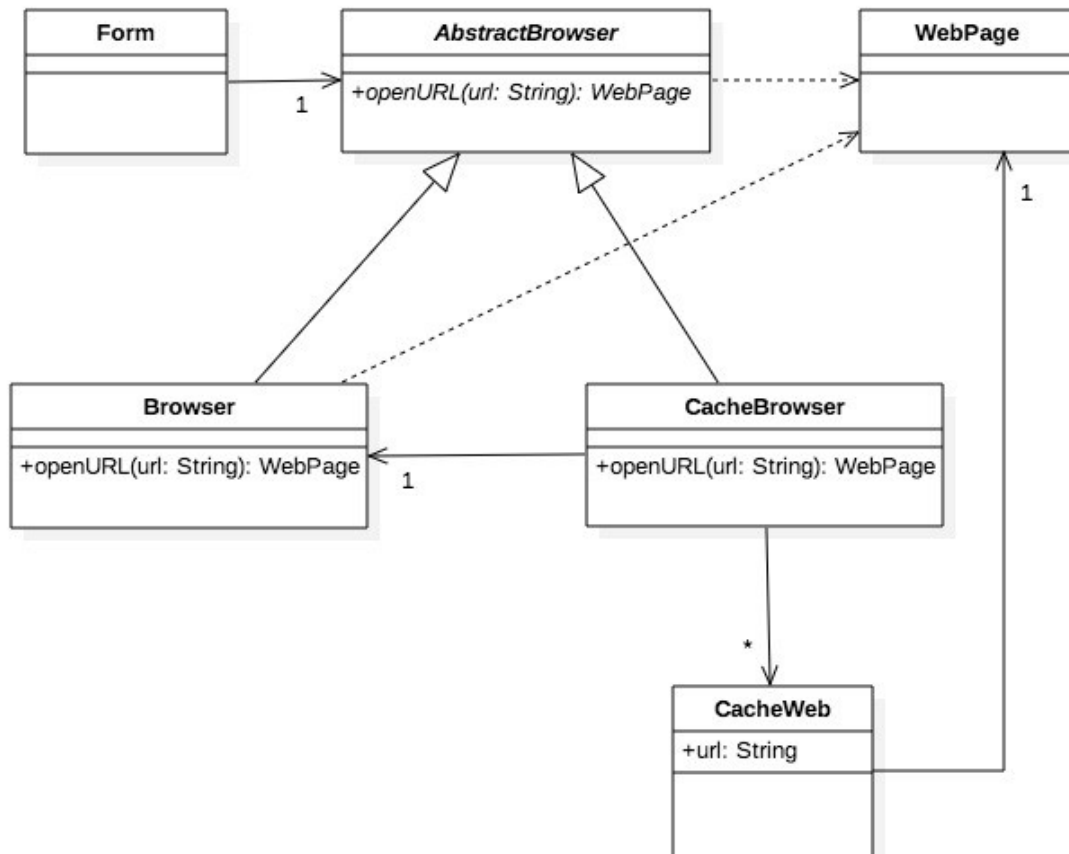 Form
AbstractBrowser
WebPage
+openURL(url: String): WebPage
1
1
Browser
CacheBrowser
+openURL(url: String): WebPage
+openURL(url: String): WebPage
1
*
CacheWeb
+url: String